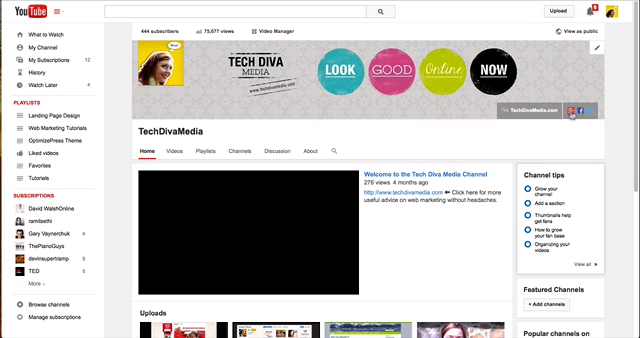 YouTube
Upload
8
444 subscribers
75,677 views
Video Manager
View as public
What to Watch
My Channel
My Subscriptions 12
History
Watch Later 4
PLAYLISTS
Landing Page Design
Web Marketing Tutorials
OptimizePress Theme
Liked videos
Favorites
Tutorials
SUBSCRIPTIONS
David WalshOnline
ramitsethi
Gary Vaynerchuk 4
ThePianoGuys
devinsupertramp 5
TED 5
More ›
Browse channels
Manage subscriptions
TECH DIVA
MEDIA
www.techdivamedia.com
LOOK
GOOD
Online
NOW
TechDivaMedia.com
TechDivaMedia
Home Videos Playlists Channels Discussion About
Welcome to the Tech Diva Media Channel
276 views 4 months ago
http://www.techdivamedia.com ⬅ Click here for more
useful advice on web marketing without headaches.
Uploads
Channel tips
Grow your
channel
Add a section
Thumbnails help
get fans
How to grow
your fan base
Organizing your
videos
View all »
Featured Channels
+ Add channels
Popular channels on